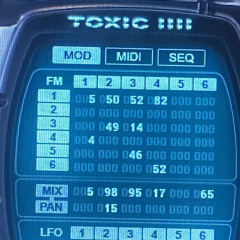 TOXIC IIII
MOD MIDI SEQ
FM 1 2 3 4 5 6
1 005 050 052 082 000 000
2 000 000 000 000 000 000
3 000 049 014 000 000 000
4 004 000 000 000 000 000
5 000 000 046 000 000 000
6 000 000 000 052 000 000
MIX 005 098 095 017 000 065
PAN 000 015 000 000 000 000
LFO 1 2 3 4 5 6